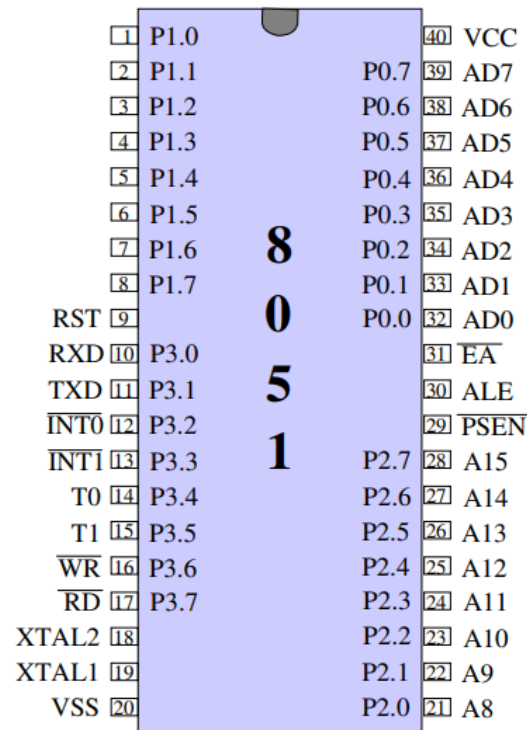 1 P1.0 40 VCC
2 P1.1 P0.7 39 AD7
3 P1.2 P0.6 38 AD6
4 P1.3 P0.5 37 AD5
5 P1.4 P0.4 36 AD4
6 P1.5 P0.3 35 AD3
7 P1.6 8 P0.2 34 AD2
8 P1.7 P0.1 33 AD1
RST 9 0 P0.0 32 AD0
RXD 10 P3.0 31 E̅A̅
TXD 11 P3.1 5 30 ALE
I̅N̅T̅0̅ 12 P3.2 29 P̅S̅E̅N̅
I̅N̅T̅1̅ 13 P3.3 1 P2.7 28 A15
T0 14 P3.4 P2.6 27 A14
T1 15 P3.5 P2.5 26 A13
W̅R̅ 16 P3.6 P2.4 25 A12
R̅D̅ 17 P3.7 P2.3 24 A11
XTAL2 18 P2.2 23 A10
XTAL1 19 P2.1 22 A9
VSS 20 P2.0 21 A8